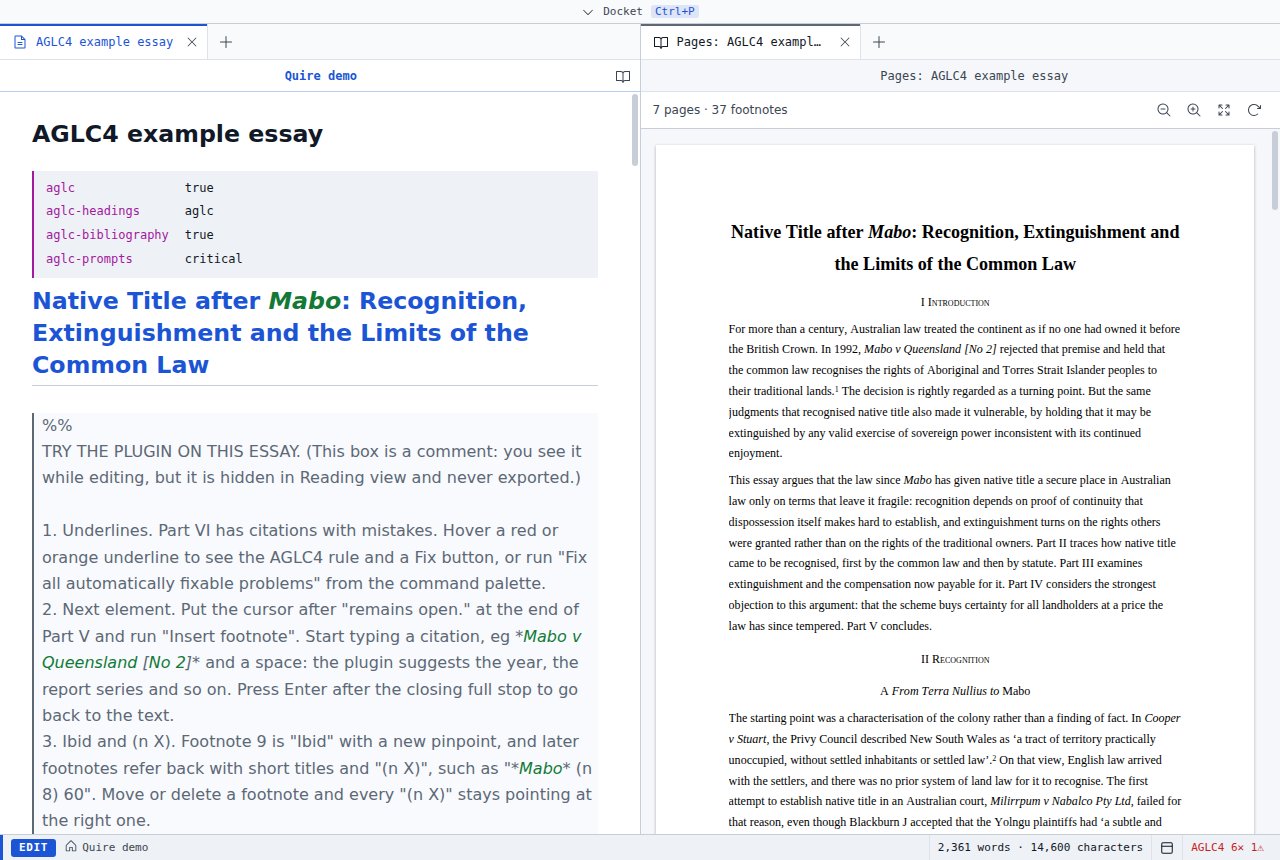 Docket Ctrl+P
AGLC4 example essay
Pages: AGLC4 exampl…
Quire demo
Pages: AGLC4 example essay
7 pages · 37 footnotes
AGLC4 example essay
aglc true
aglc-headings aglc
aglc-bibliography true
aglc-prompts critical
Native Title after Mabo: Recognition,
Extinguishment and the Limits of the
Common Law
%%
TRY THE PLUGIN ON THIS ESSAY. (This box is a comment: you see it
while editing, but it is hidden in Reading view and never exported.)
1. Underlines. Part VI has citations with mistakes. Hover a red or
orange underline to see the AGLC4 rule and a Fix button, or run "Fix
all automatically fixable problems" from the command palette.
2. Next element. Put the cursor after "remains open." at the end of
Part V and run "Insert footnote". Start typing a citation, eg *Mabo v
Queensland [No 2]* and a space: the plugin suggests the year, the
report series and so on. Press Enter after the closing full stop to go
back to the text.
3. Ibid and (n X). Footnote 9 is "Ibid" with a new pinpoint, and later
footnotes refer back with short titles and "(n X)", such as "*Mabo* (n
8) 60". Move or delete a footnote and every "(n X)" stays pointing at
the right one.
Native Title after Mabo: Recognition, Extinguishment and
the Limits of the Common Law
I Introduction
For more than a century, Australian law treated the continent as if no one had owned it before
the British Crown. In 1992, Mabo v Queensland [No 2] rejected that premise and held that
the common law recognises the rights of Aboriginal and Torres Strait Islander peoples to
their traditional lands.1 The decision is rightly regarded as a turning point. But the same
judgments that recognised native title also made it vulnerable, by holding that it may be
extinguished by any valid exercise of sovereign power inconsistent with its continued
enjoyment.
This essay argues that the law since Mabo has given native title a secure place in Australian
law only on terms that leave it fragile: recognition depends on proof of continuity that
dispossession itself makes hard to establish, and extinguishment turns on the rights others
were granted rather than on the rights of the traditional owners. Part II traces how native title
came to be recognised, first by the common law and then by statute. Part III examines
extinguishment and the compensation now payable for it. Part IV considers the strongest
objection to this argument: that the scheme buys certainty for all landholders at a price the
law has since tempered. Part V concludes.
II Recognition
A From Terra Nullius to Mabo
The starting point was a characterisation of the colony rather than a finding of fact. In Cooper
v Stuart, the Privy Council described New South Wales as ‘a tract of territory practically
unoccupied, without settled inhabitants or settled law’.2 On that view, English law arrived
with the settlers, and there was no prior system of land law for it to recognise. The first
attempt to establish native title in an Australian court, Milirrpum v Nabalco Pty Ltd, failed for
that reason, even though Blackburn J accepted that the Yolngu plaintiffs had ‘a subtle and
EDIT Quire demo
2,361 words · 14,600 characters
AGLC4 6× 1⚠